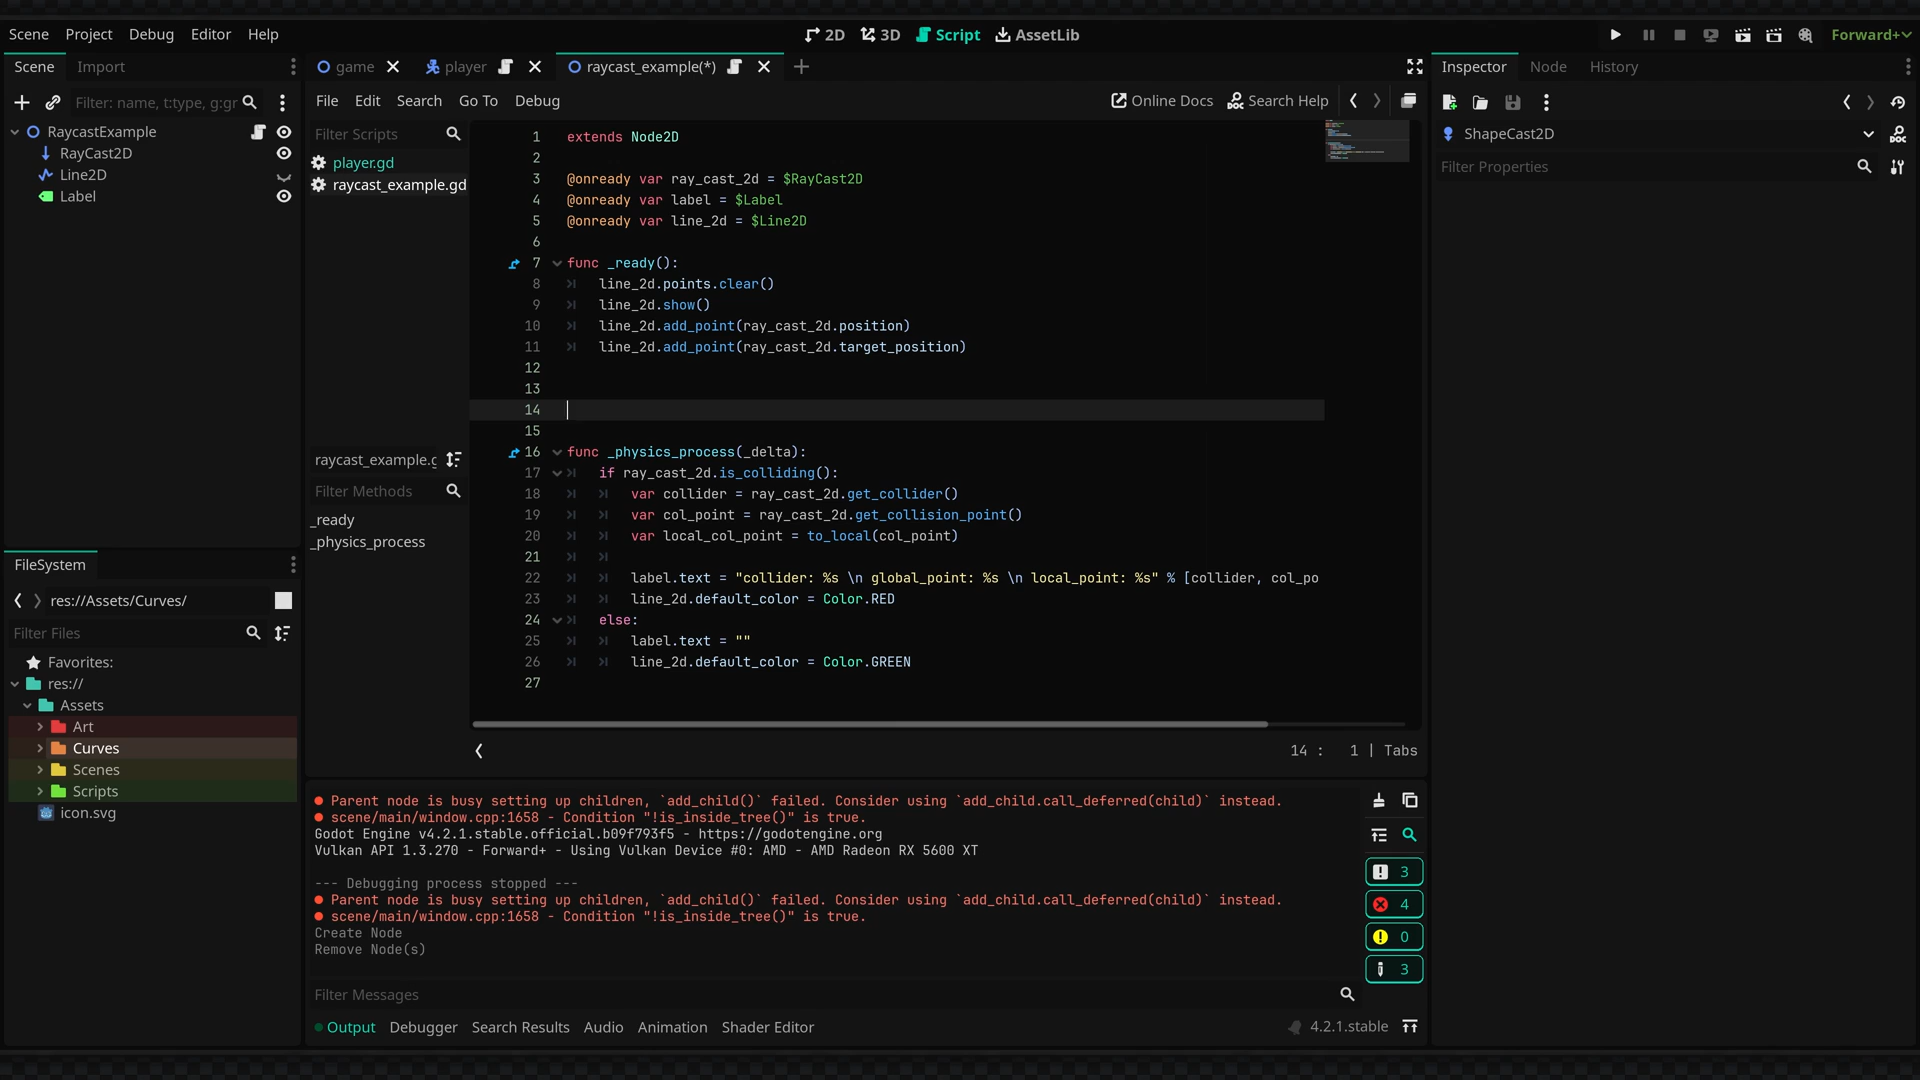 Scene Project Debug Editor Help
2D 3D Script AssetLib
Forward+
Scene Import
Filter: name, t:type, g:gr
RaycastExample
RayCast2D
Line2D
Label
FileSystem
res://Assets/Curves/
Filter Files
Favorites:
res://
Assets
Art
Curves
Scenes
Scripts
icon.svg
game player raycast_example(*)
File Edit Search Go To Debug
Online Docs Search Help
Filter Scripts
player.gd
raycast_example.gd
raycast_example.g
Filter Methods
_ready
_physics_process
1 extends Node2D
2
3 @onready var ray_cast_2d = $RayCast2D
4 @onready var label = $Label
5 @onready var line_2d = $Line2D
6
7 func _ready():
8 line_2d.points.clear()
9 line_2d.show()
10 line_2d.add_point(ray_cast_2d.position)
11 line_2d.add_point(ray_cast_2d.target_position)
12
13
14
15
16 func _physics_process(_delta):
17 if ray_cast_2d.is_colliding():
18 var collider = ray_cast_2d.get_collider()
19 var col_point = ray_cast_2d.get_collision_point()
20 var local_col_point = to_local(col_point)
21
22 label.text = "collider: %s \n global_point: %s \n local_point: %s" % [collider, col_po
23 line_2d.default_color = Color.RED
24 else:
25 label.text = ""
26 line_2d.default_color = Color.GREEN
27
14 : 1 | Tabs
Parent node is busy setting up children, `add_child()` failed. Consider using `add_child.call_deferred(child)` instead.
scene/main/window.cpp:1658 - Condition "!is_inside_tree()" is true.
Godot Engine v4.2.1.stable.official.b09f793f5 - https://godotengine.org
Vulkan API 1.3.270 - Forward+ - Using Vulkan Device #0: AMD - AMD Radeon RX 5600 XT
--- Debugging process stopped ---
Parent node is busy setting up children, `add_child()` failed. Consider using `add_child.call_deferred(child)` instead.
scene/main/window.cpp:1658 - Condition "!is_inside_tree()" is true.
Create Node
Remove Node(s)
3
4
0
3
Filter Messages
Output Debugger Search Results Audio Animation Shader Editor
4.2.1.stable
Inspector Node History
ShapeCast2D
Filter Properties